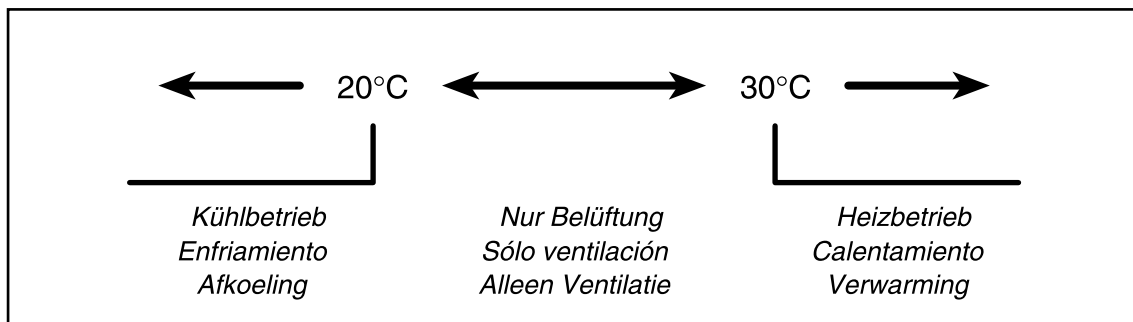 20°C 30°C
Kühlbetrieb Nur Belüftung Heizbetrieb
Enfriamiento Sólo ventilación Calentamiento
Afkoeling Alleen Ventilatie Verwarming